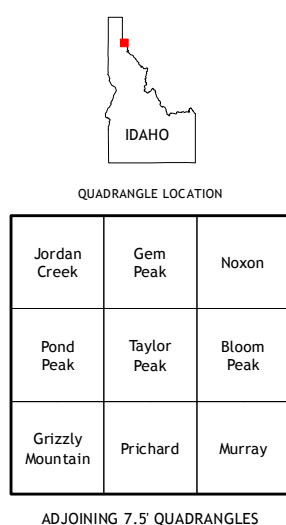 IDAHO
QUADRANGLE LOCATION
Jordan
Creek
Gem
Peak
Noxon
Pond
Peak
Taylor
Peak
Bloom
Peak
Grizzly
Mountain
Prichard
Murray
ADJOINING 7.5' QUADRANGLES